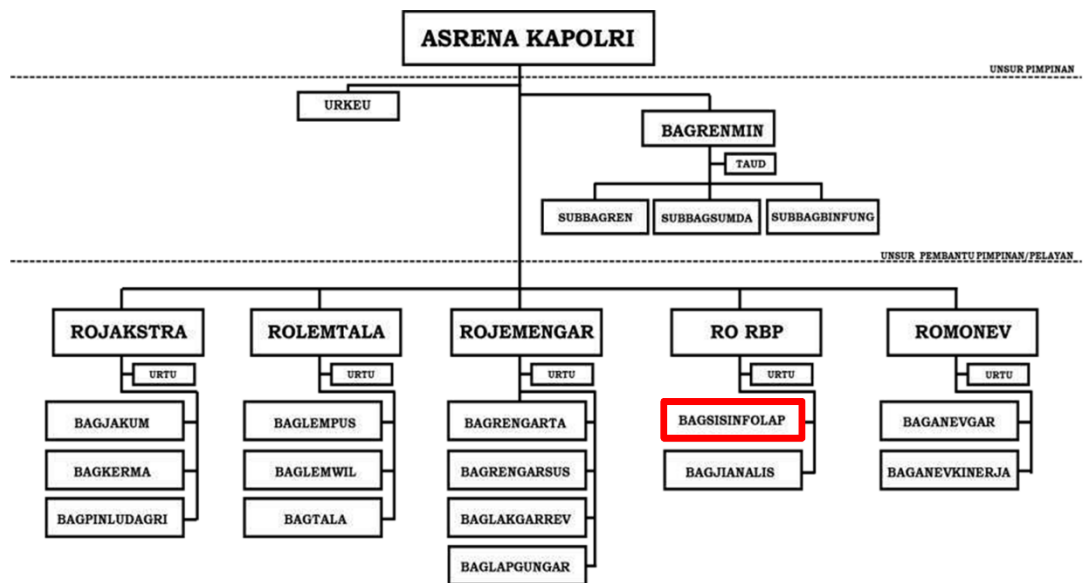 ASRENA KAPOLRI
UNSUR PIMPINAN
URKEU
BAGRENMIN
TAUD
SUBBAGREN
SUBBAGSUMDA
SUBBAGBINFUNG
UNSUR PEMBANTU PIMPINAN/PELAYAN
ROJAKSTRA
ROLEMTALA
ROJEMENGAR
RO RBP
ROMONEV
URTU
URTU
URTU
URTU
URTU
BAGJAKUM
BAGLEMPUS
BAGRENGARTA
BAGSISINFOLAP
BAGANEVGAR
BAGKERMA
BAGLEMWIL
BAGRENGARSUS
BAGJIANALIS
BAGANEVKINERJA
BAGPINLUDAGRI
BAGTALA
BAGLAKGARREV
BAGLAPGUNGAR